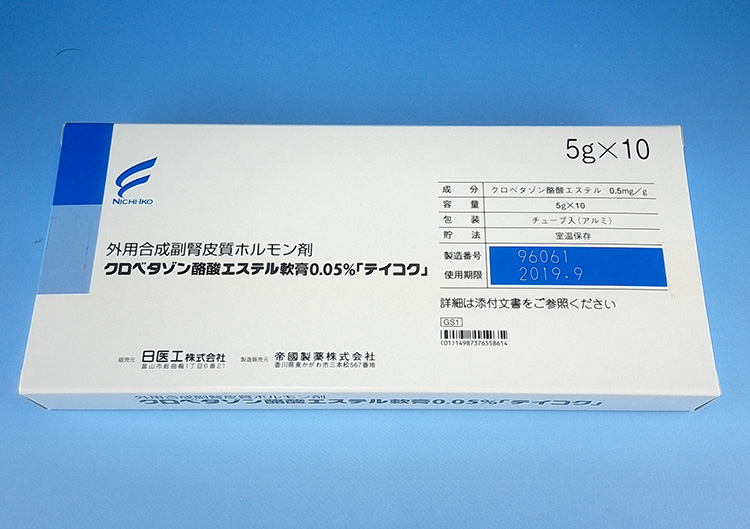 5g×10
NICHI-IKO
成分 クロベタゾン酪酸エステル 0.5mg/g
容量 5g×10
包装 チューブ入(アルミ)
貯法 室温保存
製造番号 96061
使用期限 2019.9
外用合成副腎皮質ホルモン剤
クロベタゾン酪酸エステル軟膏0.05%「テイコク」
詳細は添付文書をご参照ください
GS1
(01)14987376558614
販売元 日医工株式会社
富山市総曲輪1丁目6番21
製造販売元 帝國製薬株式会社
香川県東かがわ市三本松567番地
外用合成副腎皮質ホルモン剤
クロベタゾン酪酸エステル軟膏0.05%「テイコク」